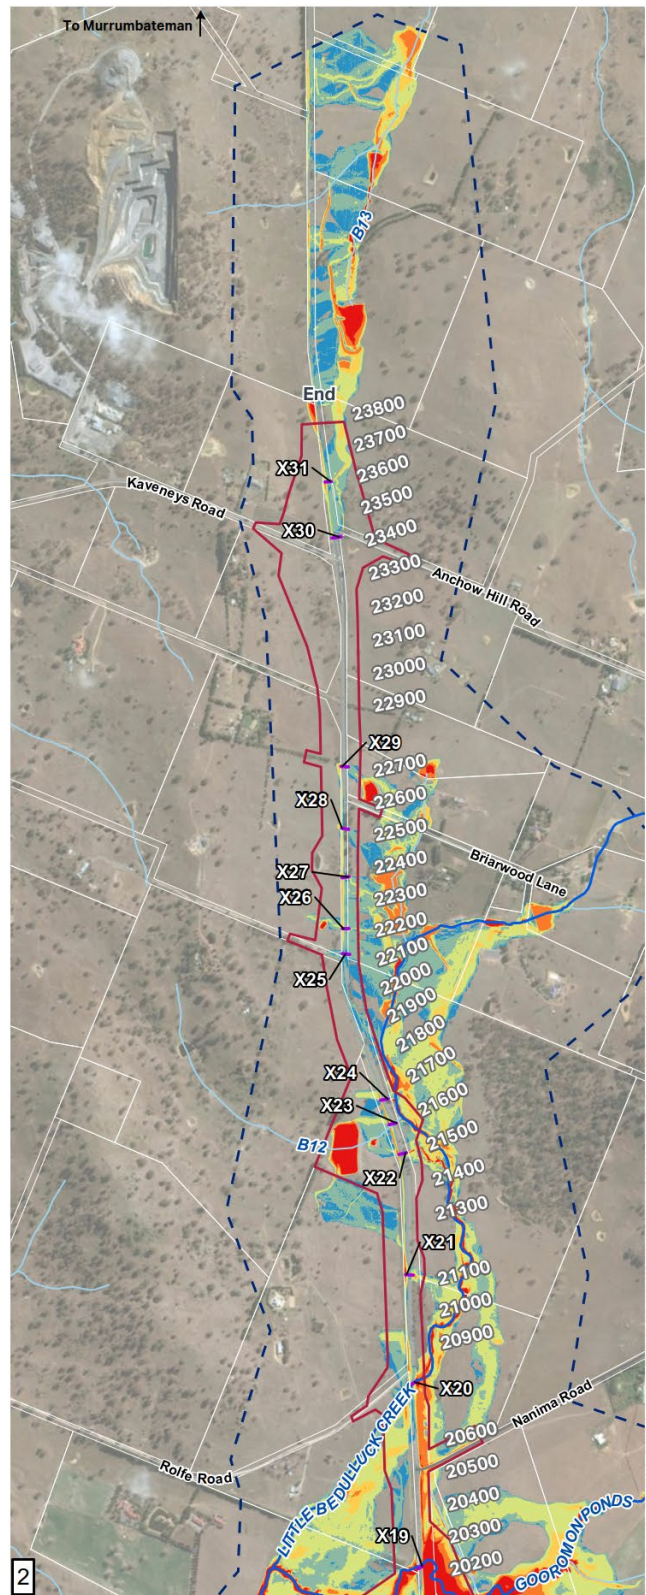 To Murrumbateman
B13
End
23800
23700
X31
23600
Kaveneys Road
23500
X30
23400
23300
Anchow Hill Road
23200
23100
23000
22900
X29
22700
X28
22600
22500
Briarwood Lane
22400
X27
22300
X26
22200
22100
X25
22000
21900
21800
21700
X24
21600
X23
21500
B12
X22
21400
21300
X21
21100
21000
20900
X20
LITTLE BEDULLUCK CREEK
Nanima Road
20600
Rolfe Road
20500
20400
X19
20300
GOOROMON PONDS
20200
2